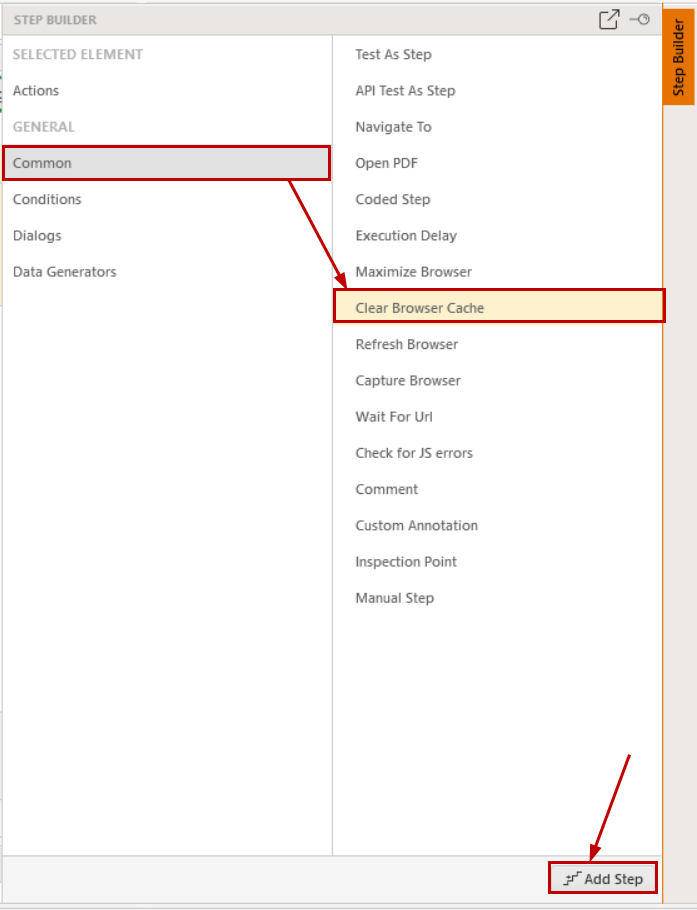 STEP BUILDER
SELECTED ELEMENT
Actions
GENERAL
Common
Conditions
Dialogs
Data Generators
Test As Step
API Test As Step
Navigate To
Open PDF
Coded Step
Execution Delay
Maximize Browser
Clear Browser Cache
Refresh Browser
Capture Browser
Wait For Url
Check for JS errors
Comment
Custom Annotation
Inspection Point
Manual Step
Add Step
Step Builder